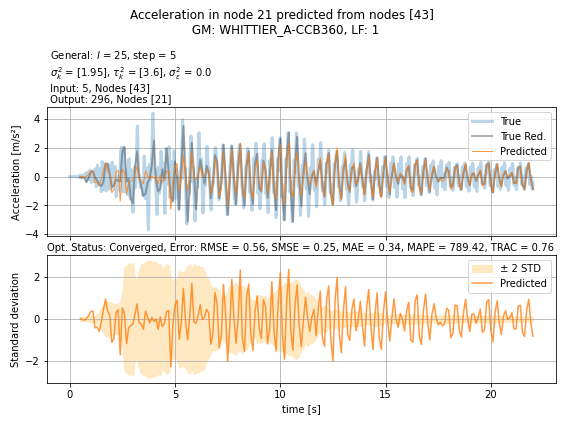 Acceleration in node 21 predicted from nodes [43]
GM: WHITTIER_A-CCB360, LF: 1
General: l = 25, step = 5
σ²ₖ = [1.95], τ²ₖ = [3.6], σ²ε = 0.0
Input: 5, Nodes [43]
Output: 296, Nodes [21]
Acceleration [m/s²]
4
2
0
−2
−4
True
True Red.
Predicted
Opt. Status: Converged, Error: RMSE = 0.56, SMSE = 0.25, MAE = 0.34, MAPE = 789.42, TRAC = 0.76
Standard deviation
2
0
−2
± 2 STD
Predicted
0 5 10 15 20
time [s]